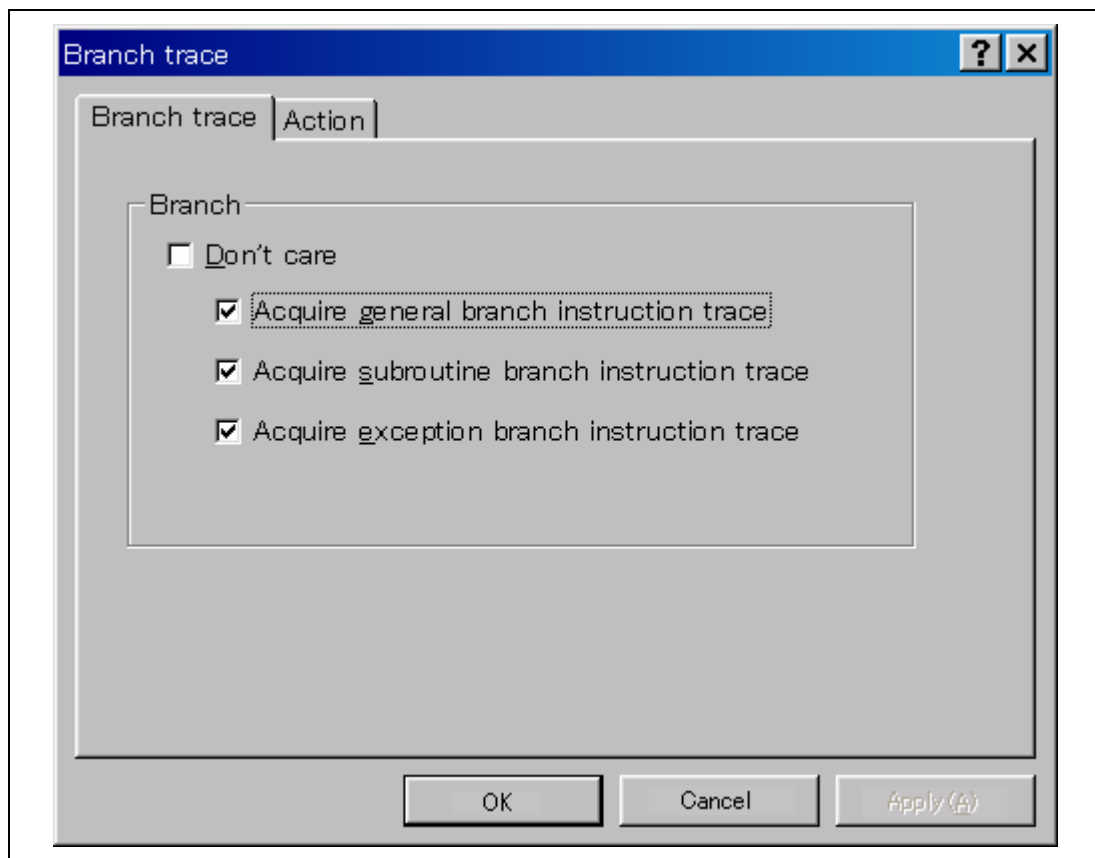 Branch trace
Branch trace Action
Branch
Don't care
Acquire general branch instruction trace
Acquire subroutine branch instruction trace
Acquire exception branch instruction trace
OK Cancel Apply(A)